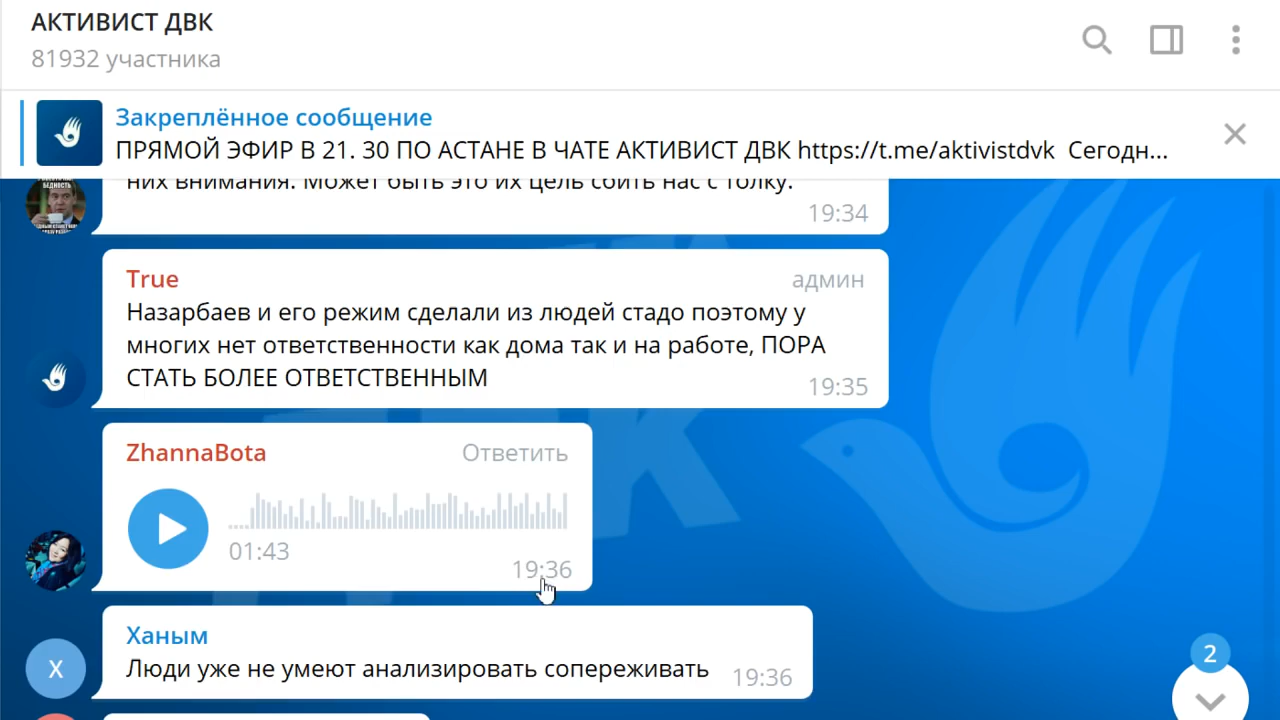 АКТИВИСТ ДВК
81932 участника
Закреплённое сообщение
ПРЯМОЙ ЭФИР В 21. 30 ПО АСТАНЕ В ЧАТЕ АКТИВИСТ ДВК https://t.me/aktivistdvk Сегодн...
них внимания. Может быть это их цель сбить нас с толку.
19:34
True
админ
Назарбаев и его режим сделали из людей стадо поэтому у
многих нет ответственности как дома так и на работе, ПОРА
СТАТЬ БОЛЕЕ ОТВЕТСТВЕННЫМ
19:35
ZhannaBota
Ответить
01:43
19:36
Ханым
Х
Люди уже не умеют анализировать сопереживать
19:36
2